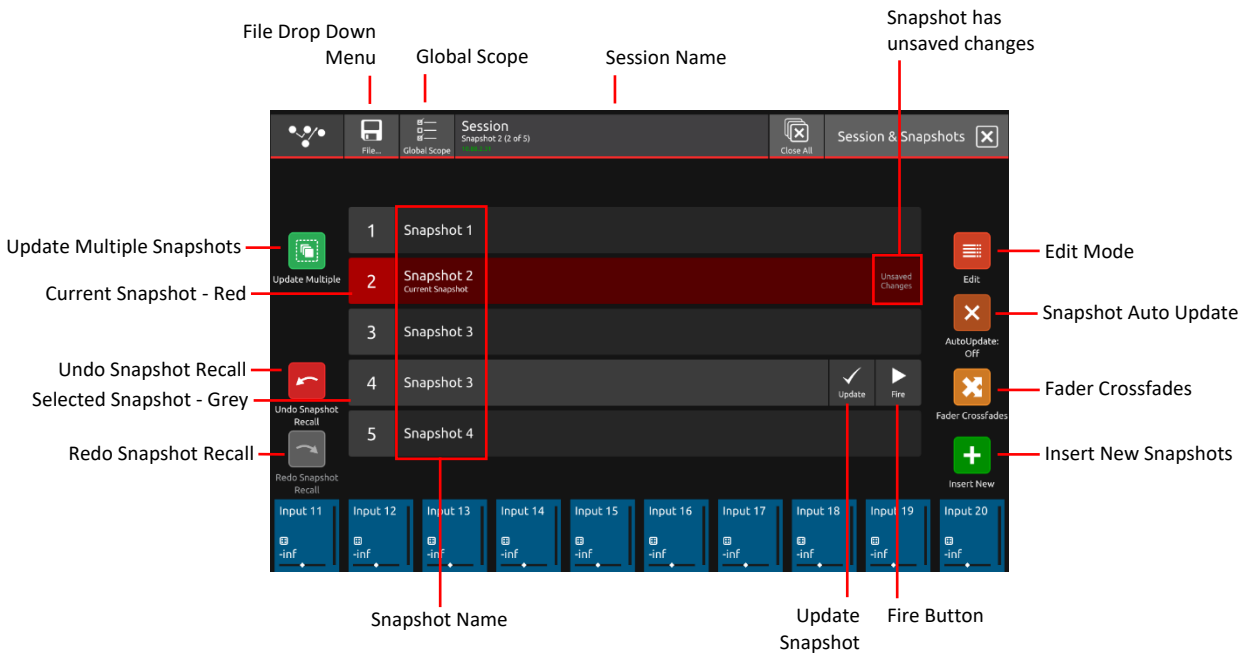 Snapshot has
unsaved changes
File Drop Down
Menu
Global Scope
Session Name
File...
Global Scope
Session
Snapshot 2 (2 of 5)
Close All
Session & Snapshots
Update Multiple Snapshots
Current Snapshot - Red
Undo Snapshot Recall
Selected Snapshot - Grey
Redo Snapshot Recall
Update Multiple
Undo Snapshot
Recall
Redo Snapshot
Recall
1 Snapshot 1
2 Snapshot 2
Current Snapshot
Unsaved
Changes
3 Snapshot 3
4 Snapshot 3
Update
Fire
5 Snapshot 4
Edit
AutoUpdate:
Off
Fader Crossfades
Insert New
Edit Mode
Snapshot Auto Update
Fader Crossfades
Insert New Snapshots
Input 11 Input 12 Input 13 Input 14 Input 15 Input 16 Input 17 Input 18 Input 19 Input 20
-inf -inf -inf -inf -inf -inf -inf -inf -inf -inf
Snapshot Name
Update
Snapshot
Fire Button